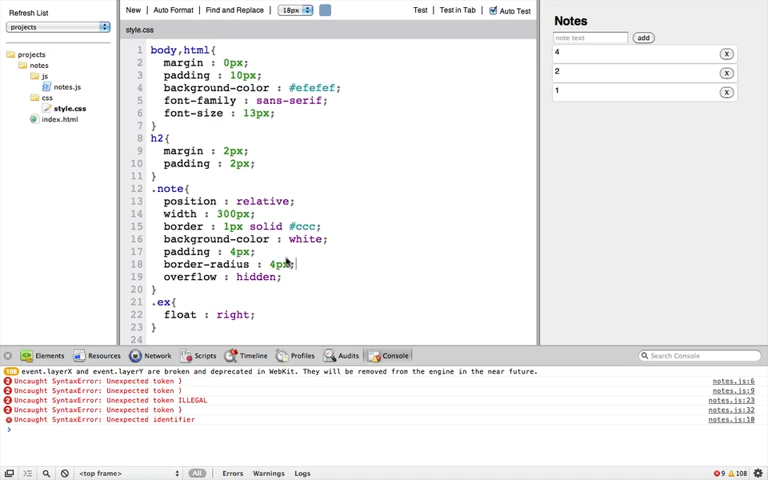 Refresh List
projects
projects
notes
js
notes.js
css
style.css
index.html
New Auto Format Find and Replace 18px Test Test in Tab Auto Test
style.css
1 body,html{
2 margin : 0px;
3 padding : 10px;
4 background-color : #efefef;
5 font-family : sans-serif;
6 font-size : 13px;
7 }
8 h2{
9 margin : 2px;
10 padding : 2px;
11 }
12 .note{
13 position : relative;
14 width : 300px;
15 border : 1px solid #ccc;
16 background-color : white;
17 padding : 4px;
18 border-radius : 4px;
19 overflow : hidden;
20 }
21 .ex{
22 float : right;
23 }
24
Notes
note text add
4 X
2 X
1 X
Elements Resources Network Scripts Timeline Profiles Audits Console Search Console
event.layerX and event.layerY are broken and deprecated in WebKit. They will be removed from the engine in the near future.
2 Uncaught SyntaxError: Unexpected token } notes.js:6
2 Uncaught SyntaxError: Unexpected token ) notes.js:9
2 Uncaught SyntaxError: Unexpected token ILLEGAL notes.js:23
2 Uncaught SyntaxError: Unexpected token } notes.js:32
Uncaught SyntaxError: Unexpected identifier notes.js:10
>
<top frame> All Errors Warnings Logs 9 108